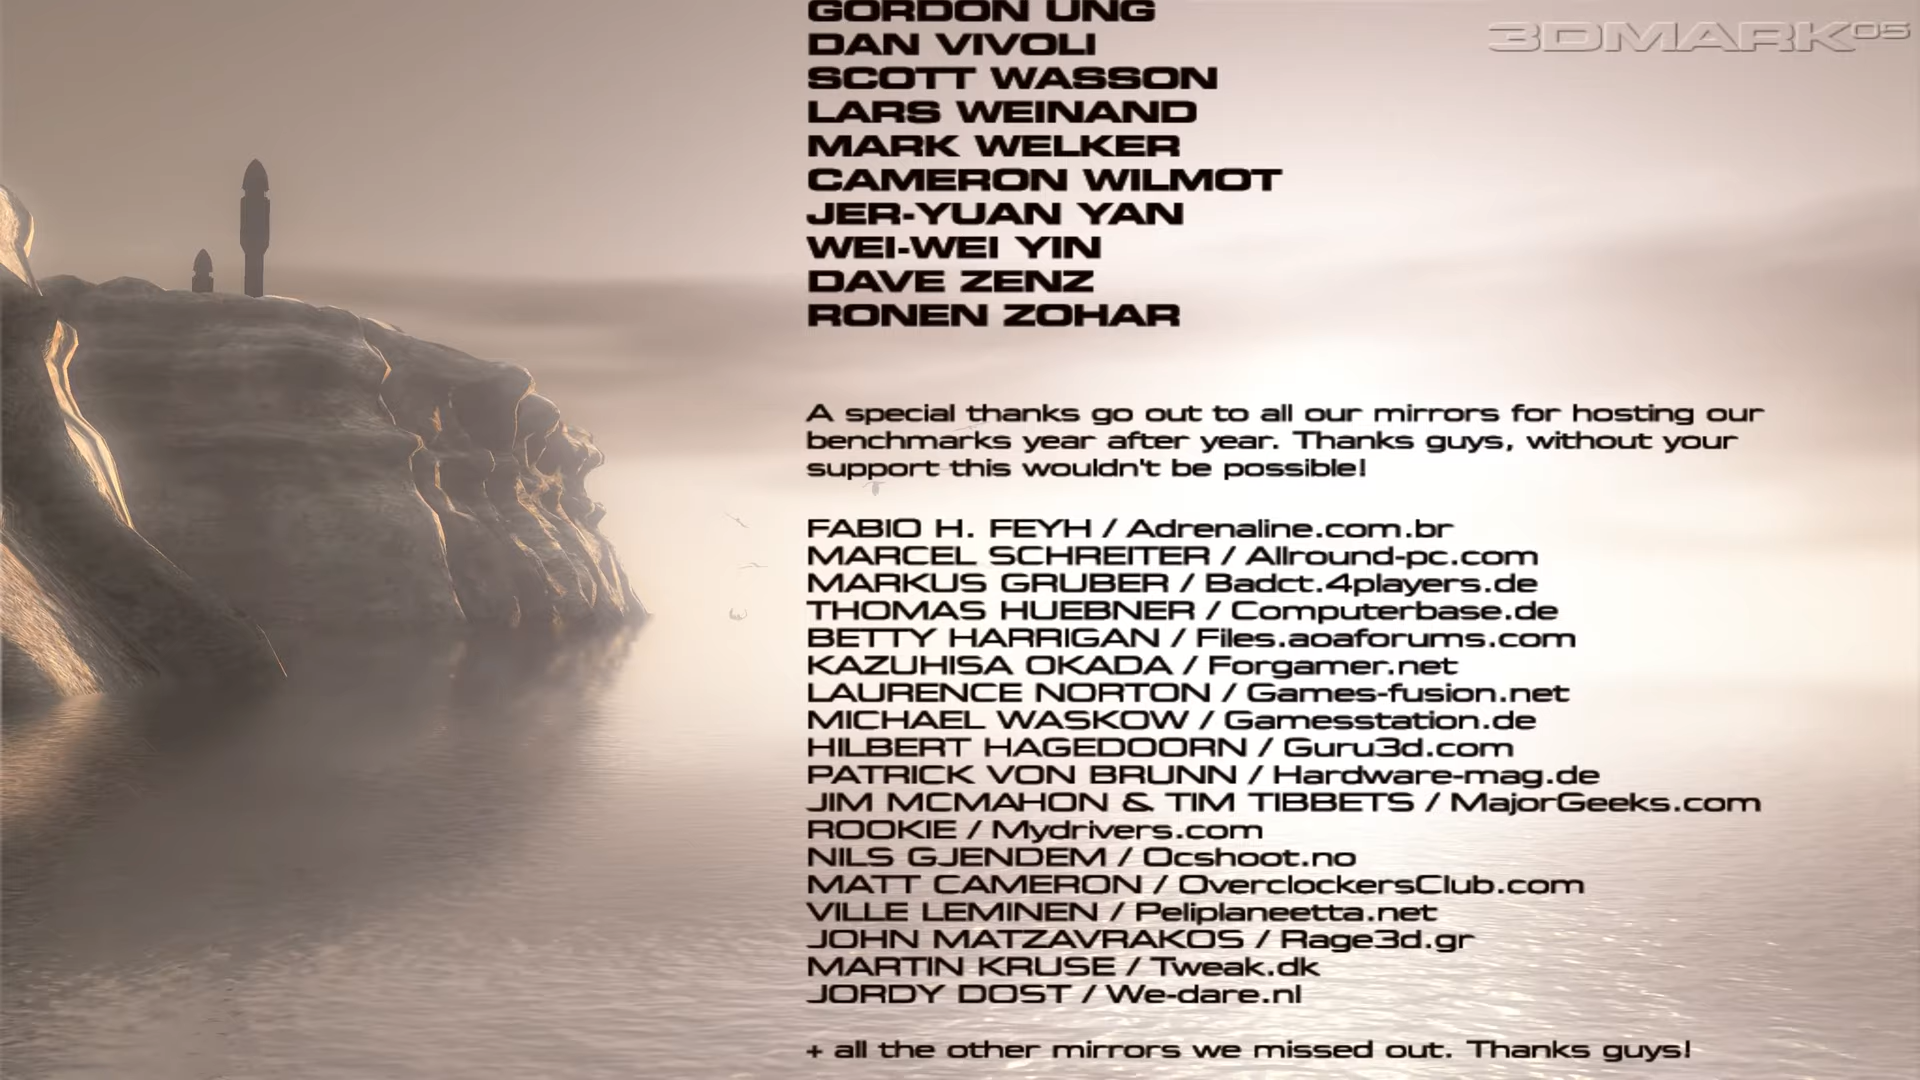 GORDON UNG
3DMARK05
DAN VIVOLI
SCOTT WASSON
LARS WEINAND
MARK WELKER
CAMERON WILMOT
JER-YUAN YAN
WEI-WEI YIN
DAVE ZENZ
RONEN ZOHAR
A special thanks go out to all our mirrors for hosting our
benchmarks year after year. Thanks guys, without your
support this wouldn't be possible!
FABIO H. FEYH / Adrenaline.com.br
MARCEL SCHREITER / Allround-pc.com
MARKUS GRUBER / Badct.4players.de
THOMAS HUEBNER / Computerbase.de
BETTY HARRIGAN / Files.aoaforums.com
KAZUHISA OKADA / Forgamer.net
LAURENCE NORTON / Games-fusion.net
MICHAEL WASKOW / Gamesstation.de
HILBERT HAGEDOORN / Guru3d.com
PATRICK VON BRUNN / Hardware-mag.de
JIM MCMAHON & TIM TIBBETS / MajorGeeks.com
ROOKIE / Mydrivers.com
NILS GJENDEM / Ocshoot.no
MATT CAMERON / OverclockersClub.com
VILLE LEMINEN / Peliplaneetta.net
JOHN MATZAVRAKOS / Rage3d.gr
MARTIN KRUSE / Tweak.dk
JORDY DOST / We-dare.nl
+ all the other mirrors we missed out. Thanks guys!